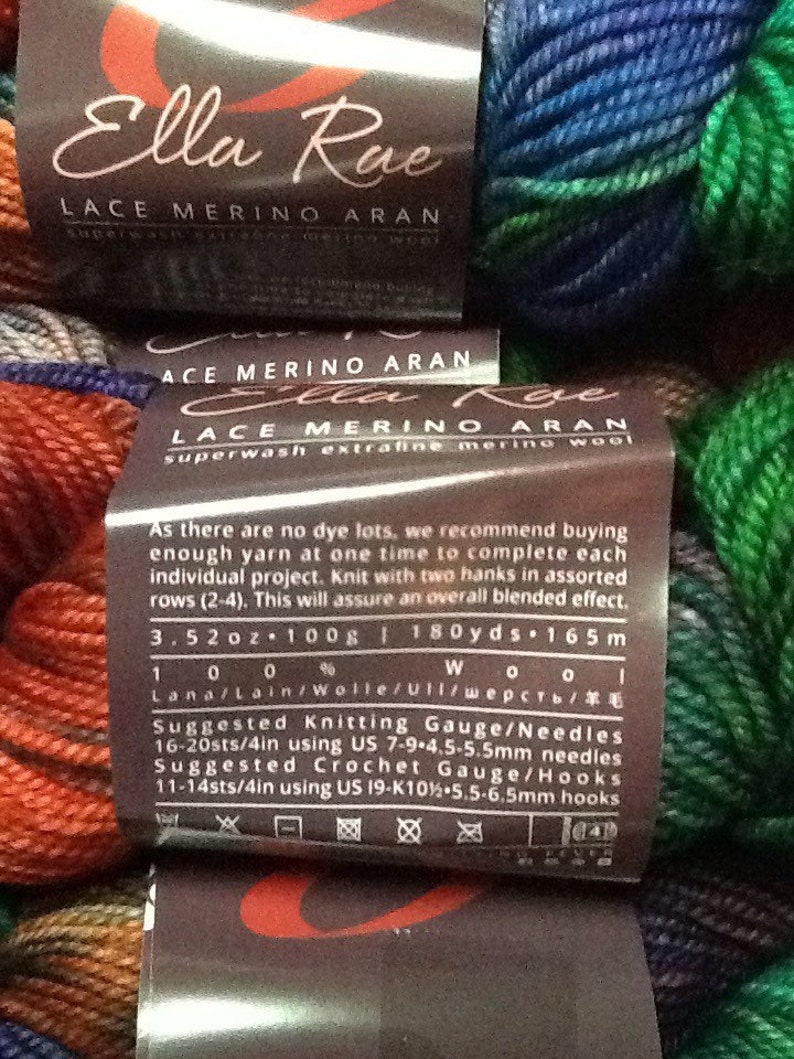 Ella Rae
LACE MERINO ARAN
superwash extrafine merino wool
ACE MERINO ARAN
Ella Rae
LACE MERINO ARAN
superwash extrafine merino wool
As there are no dye lots, we recommend buying
enough yarn at one time to complete each
individual project. Knit with two hanks in assorted
rows (2-4). This will assure an overall blended effect.
3.52oz•100g | 180yds•165m
100% Wool
Lana/Lain/Wolle/Ull/шерсть/羊毛
Suggested Knitting Gauge/Needles
16-20sts/4in using US 7-9•4.5-5.5mm needles
Suggested Crochet Gauge/Hooks
11-14sts/4in using US I9-K10½•5.5-6.5mm hooks
4